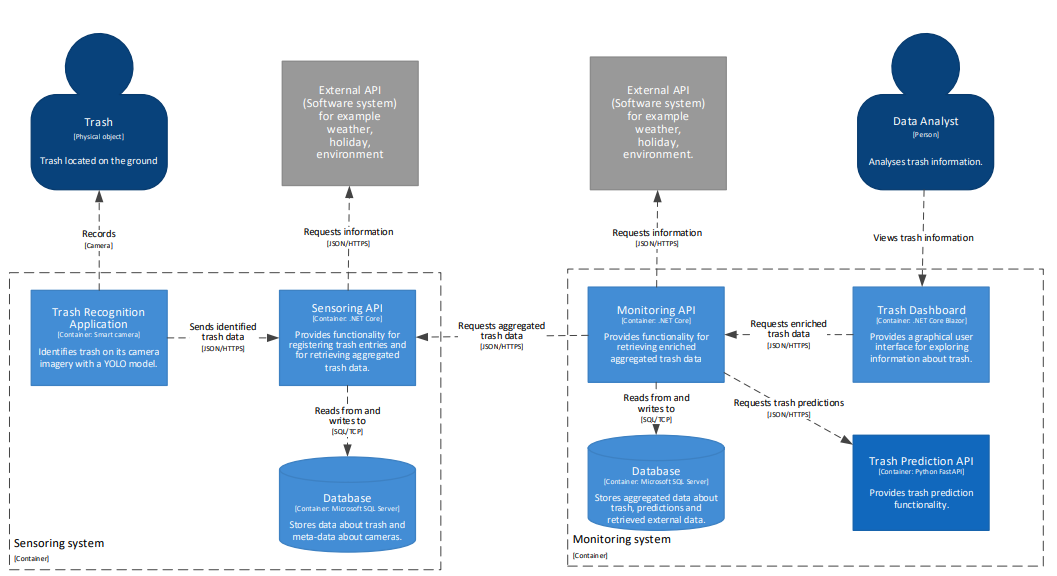 Trash
[Physical object]
Trash located on the ground
External API
(Software system)
for example
weather,
holiday,
environment
External API
(Software system)
for example
weather,
holiday,
environment.
Data Analyst
[Person]
Analyses trash information.
Records
[Camera]
Requests information
[JSON/HTTPS]
Requests information
[JSON/HTTPS]
Views trash information
Trash Recognition
Application
[Container: Smart camera]
Identifies trash on its camera
imagery with a YOLO model.
Sends identified
trash data
[JSON/HTTPS]
Sensoring API
[Container: .NET Core]
Provides functionality for
registering trash entries and
for retrieving aggregated
trash data.
Requests aggregated
trash data
[JSON/HTTPS]
Monitoring API
[Container: .NET Core]
Provides functionality for
retrieving enriched
aggregated trash data
Requests enriched
trash data
[JSON/HTTPS]
Trash Dashboard
[Container: .NET Core Blazor]
Provides a graphical user
interface for exploring
information about trash.
Reads from and
writes to
[SQL/TCP]
Reads from and
writes to
[SQL/TCP]
Requests trash predictions
[JSON/HTTPS]
Database
[Container: Microsoft SQL Server]
Stores data about trash and
meta-data about cameras.
Database
[Container: Microsoft SQL Server]
Stores aggregated data about
trash, predictions and
retrieved external data.
Trash Prediction API
[Container: Python FastAPI]
Provides trash prediction
functionality.
Sensoring system
[Container]
Monitoring system
[Container]